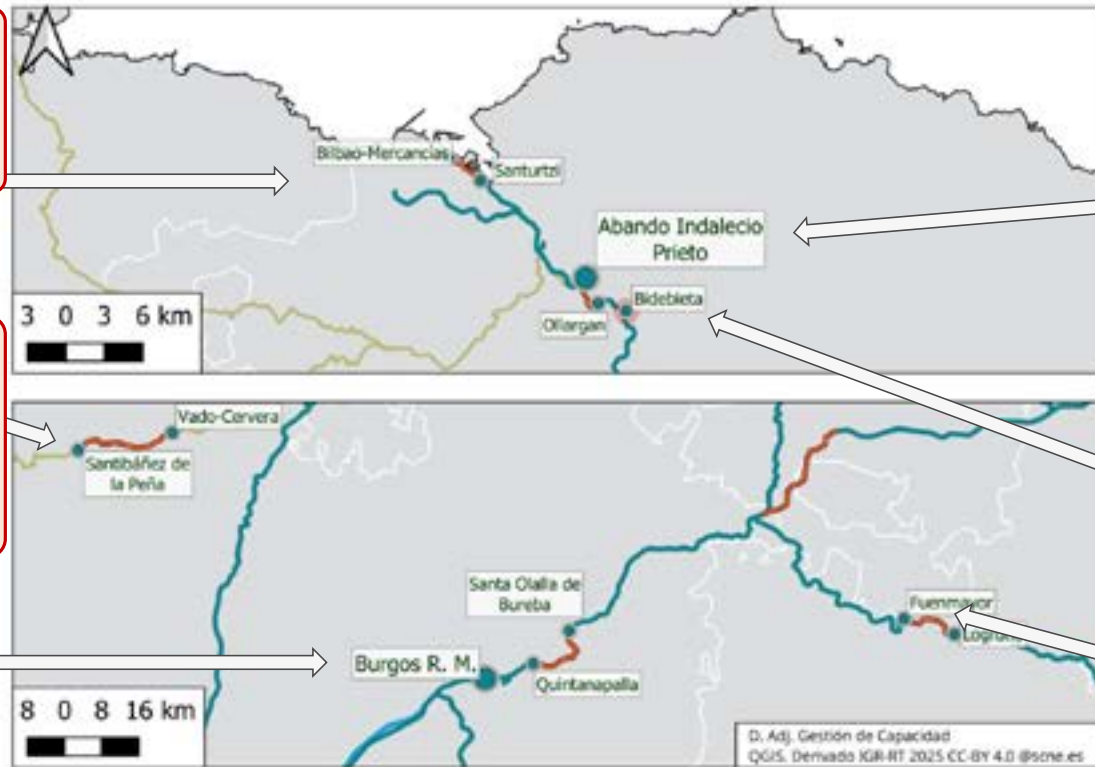 Bilbao-Mercancías
Santurtzi
Abando Indalecio
Prieto
Bidebieta
Ollargan
3 0 3 6 km
Vado-Cervera
Santibáñez de
la Peña
Santa Olalla de
Bureba
Fuenmayor
Logroño
Burgos R. M.
Quintanapalla
8 0 8 16 km
D. Adj. Gestión de Capacidad
QGIS. Derivado IGR-RT 2025 CC-BY 4.0 @scne.es